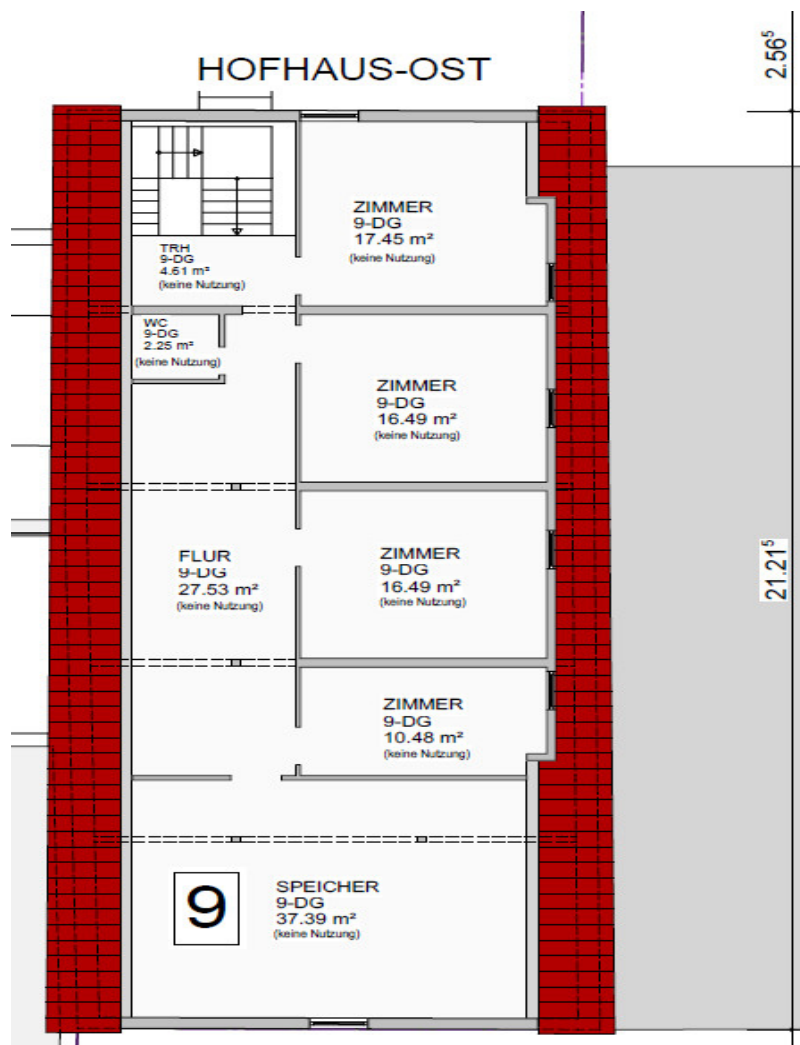 HOFHAUS-OST
2.56⁵
ZIMMER
9-DG
17.45 m²
(keine Nutzung)
TRH
9-DG
4.61 m²
(keine Nutzung)
WC
9-DG
2.25 m²
(keine Nutzung)
ZIMMER
9-DG
16.49 m²
(keine Nutzung)
FLUR
9-DG
27.53 m²
(keine Nutzung)
ZIMMER
9-DG
16.49 m²
(keine Nutzung)
21.21⁵
ZIMMER
9-DG
10.48 m²
(keine Nutzung)
9
SPEICHER
9-DG
37.39 m²
(keine Nutzung)